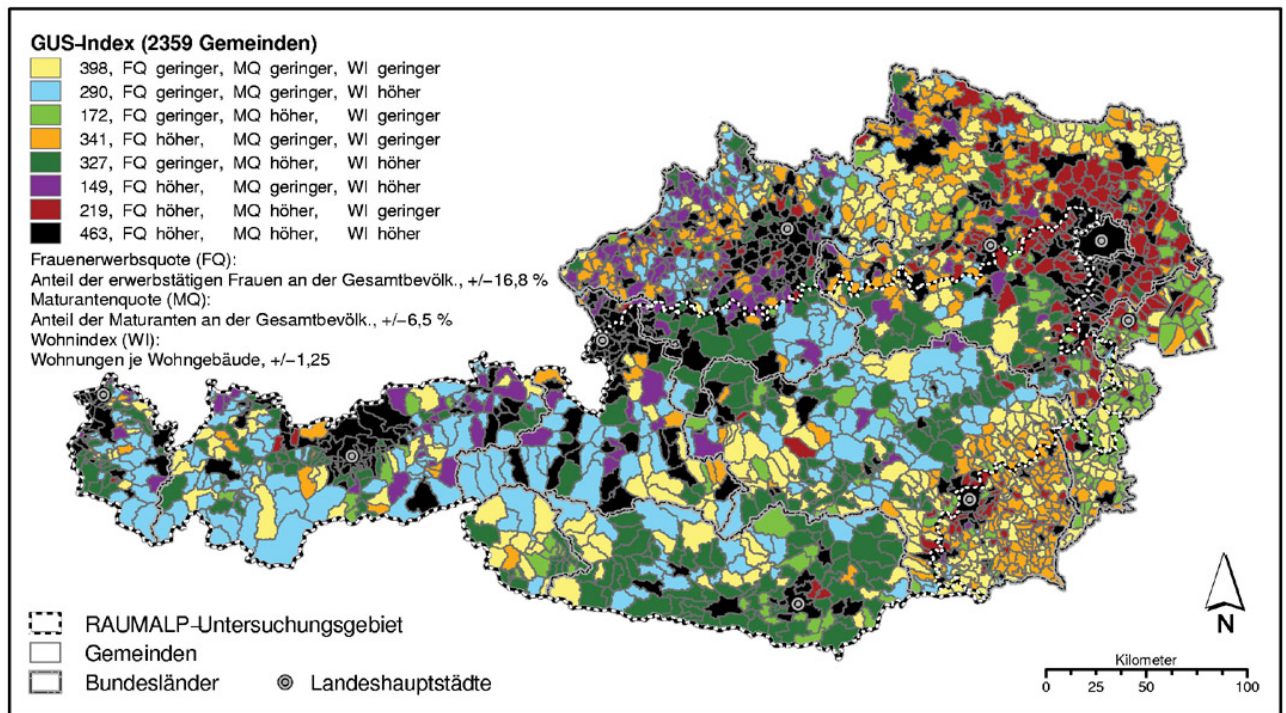 GUS-Index (2359 Gemeinden)
398, FQ geringer, MQ geringer, WI geringer
290, FQ geringer, MQ geringer, WI höher
172, FQ geringer, MQ höher, WI geringer
341, FQ höher, MQ geringer, WI geringer
327, FQ geringer, MQ höher, WI höher
149, FQ höher, MQ geringer, WI höher
219, FQ höher, MQ höher, WI geringer
463, FQ höher, MQ höher, WI höher
Frauenerwerbsquote (FQ):
Anteil der erwerbstätigen Frauen an der Gesamtbevölk., +/-16,8 %
Maturantenquote (MQ):
Anteil der Maturanten an der Gesamtbevölk., +/-6,5 %
Wohnindex (WI):
Wohnungen je Wohngebäude, +/-1,25
RAUMALP-Untersuchungsgebiet
Gemeinden
Bundesländer
Landeshauptstädte
N
Kilometer
0 25 50 100